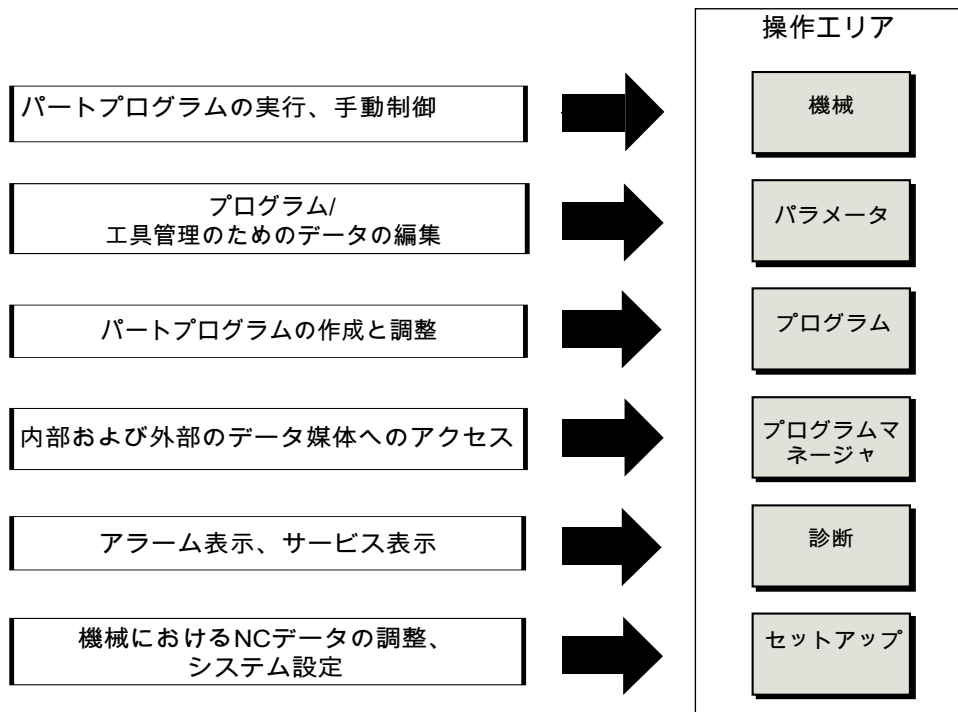 操作エリア
パートプログラムの実行、手動制御
機械
プログラム/
工具管理のためのデータの編集
パラメータ
パートプログラムの作成と調整
プログラム
内部および外部のデータ媒体へのアクセス
プログラムマ
ネージャ
アラーム表示、サービス表示
診断
機械におけるNCデータの調整、
システム設定
セットアップ